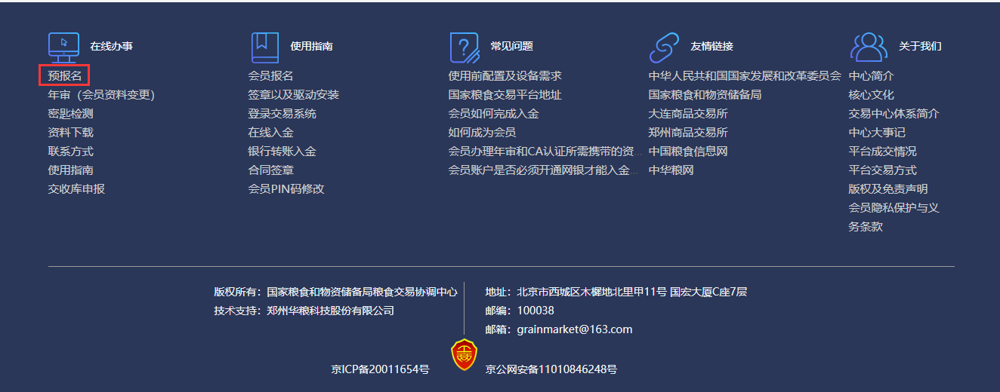 在线办事
预报名
年审（会员资料变更）
密匙检测
资料下载
联系方式
使用指南
交收库申报
使用指南
会员报名
签章以及驱动安装
登录交易系统
在线入金
银行转账入金
合同签章
会员PIN码修改
常见问题
使用前配置及设备需求
国家粮食交易平台地址
会员如何完成入金
如何成为会员
会员办理年审和CA认证所需携带的资...
会员账户是否必须开通网银才能入金...
友情链接
中华人民共和国国家发展和改革委员会
国家粮食和物资储备局
大连商品交易所
郑州商品交易所
中国粮食信息网
中华粮网
关于我们
中心简介
核心文化
交易中心体系简介
中心大事记
平台成交情况
平台交易方式
版权及免责声明
会员隐私保护与义
务条款
版权所有：国家粮食和物资储备局粮食交易协调中心
技术支持：郑州华粮科技股份有限公司
地址：北京市西城区木樨地北里甲11号 国宏大厦C座7层
邮编：100038
邮箱：grainmarket@163.com
京ICP备20011654号
京公网安备11010846248号